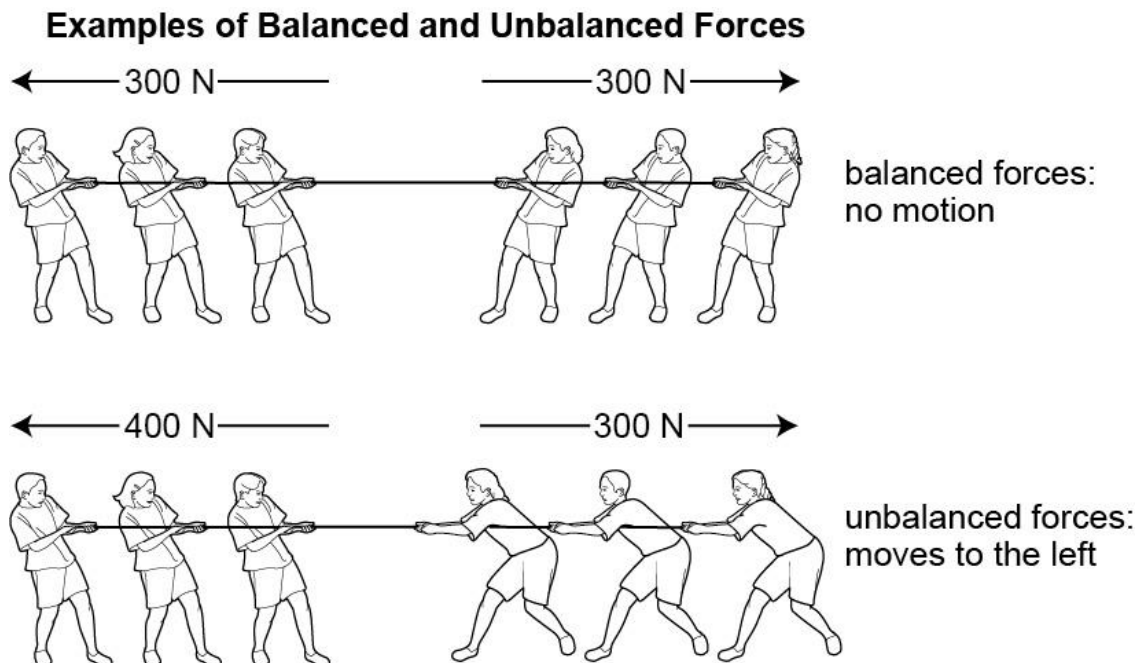 Examples of Balanced and Unbalanced Forces
300 N 300 N
balanced forces:
no motion
400 N 300 N
unbalanced forces:
moves to the left